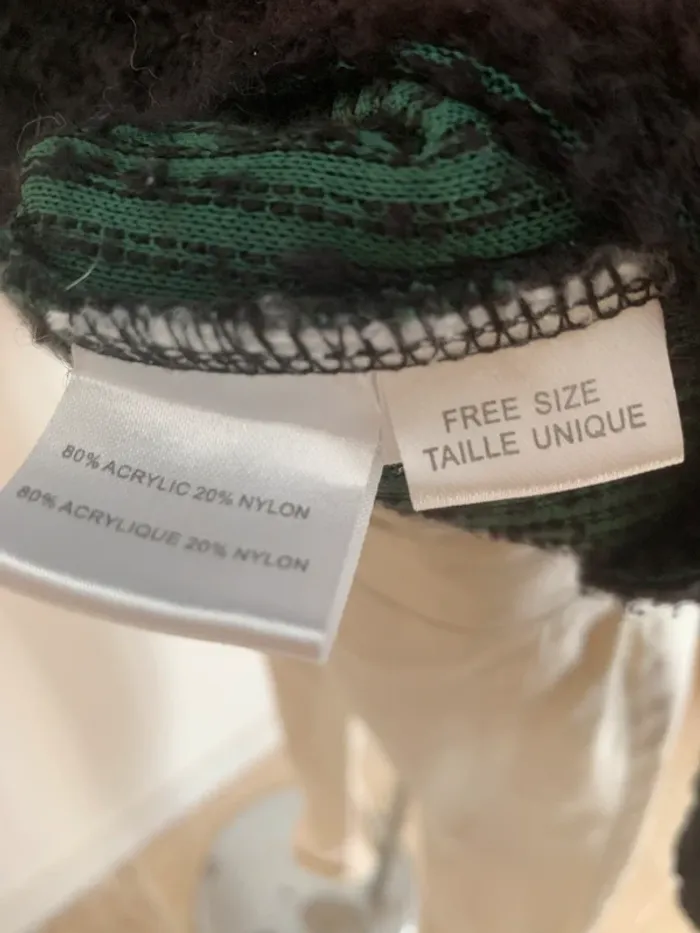 80% ACRYLIC 20% NYLON
80% ACRYLIQUE 20% NYLON
FREE SIZE
TAILLE UNIQUE